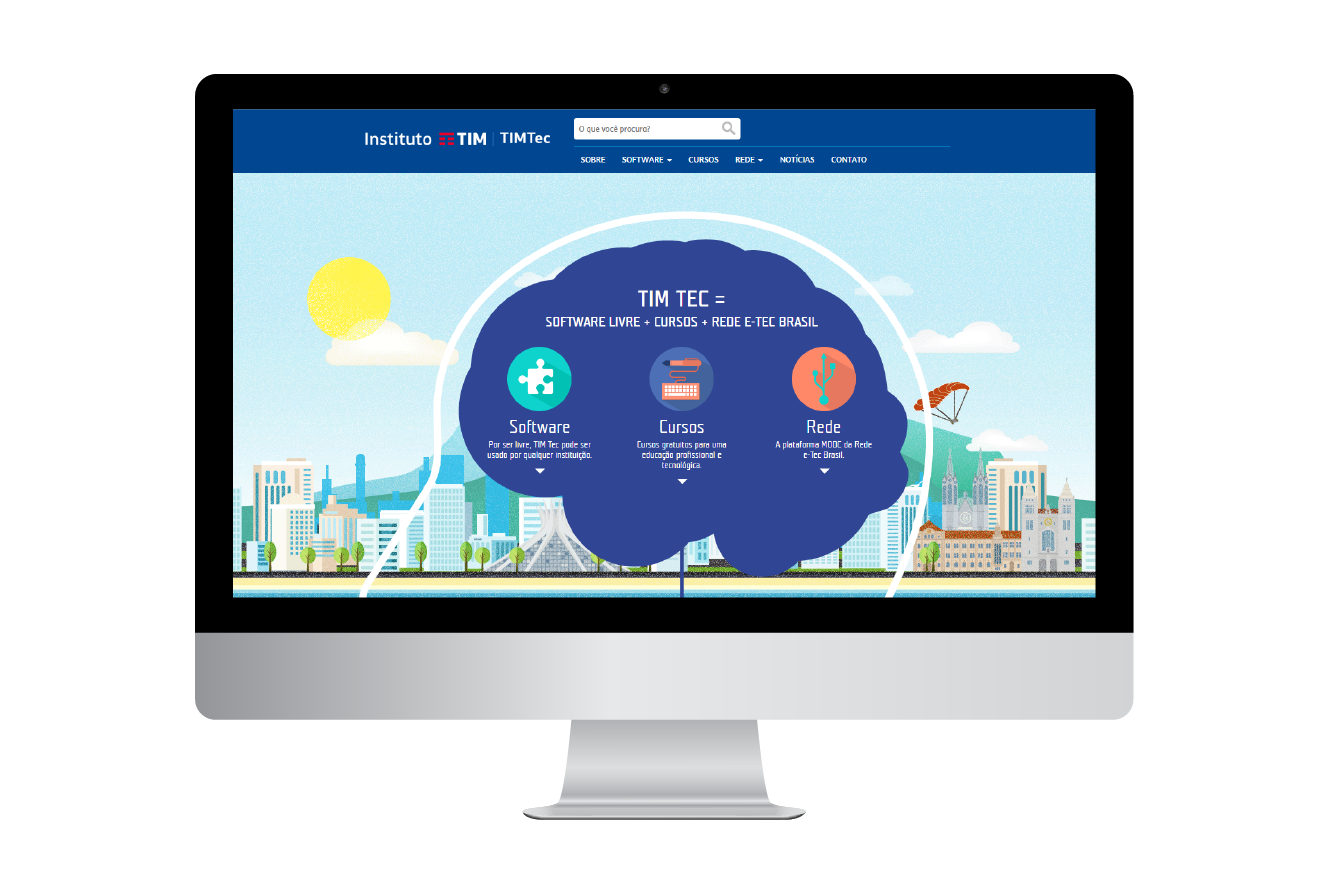 Instituto TIM | TIMTec
O que você procura?
SOBRE SOFTWARE CURSOS REDE NOTÍCIAS CONTATO
TIM TEC =
SOFTWARE LIVRE + CURSOS + REDE E-TEC BRASIL
Software
Por ser livre, TIM Tec pode ser
usado por qualquer instituição.
Cursos
Cursos gratuitos para uma
educação profissional e
tecnológica.
Rede
A plataforma MOOC da Rede
e-Tec Brasil.